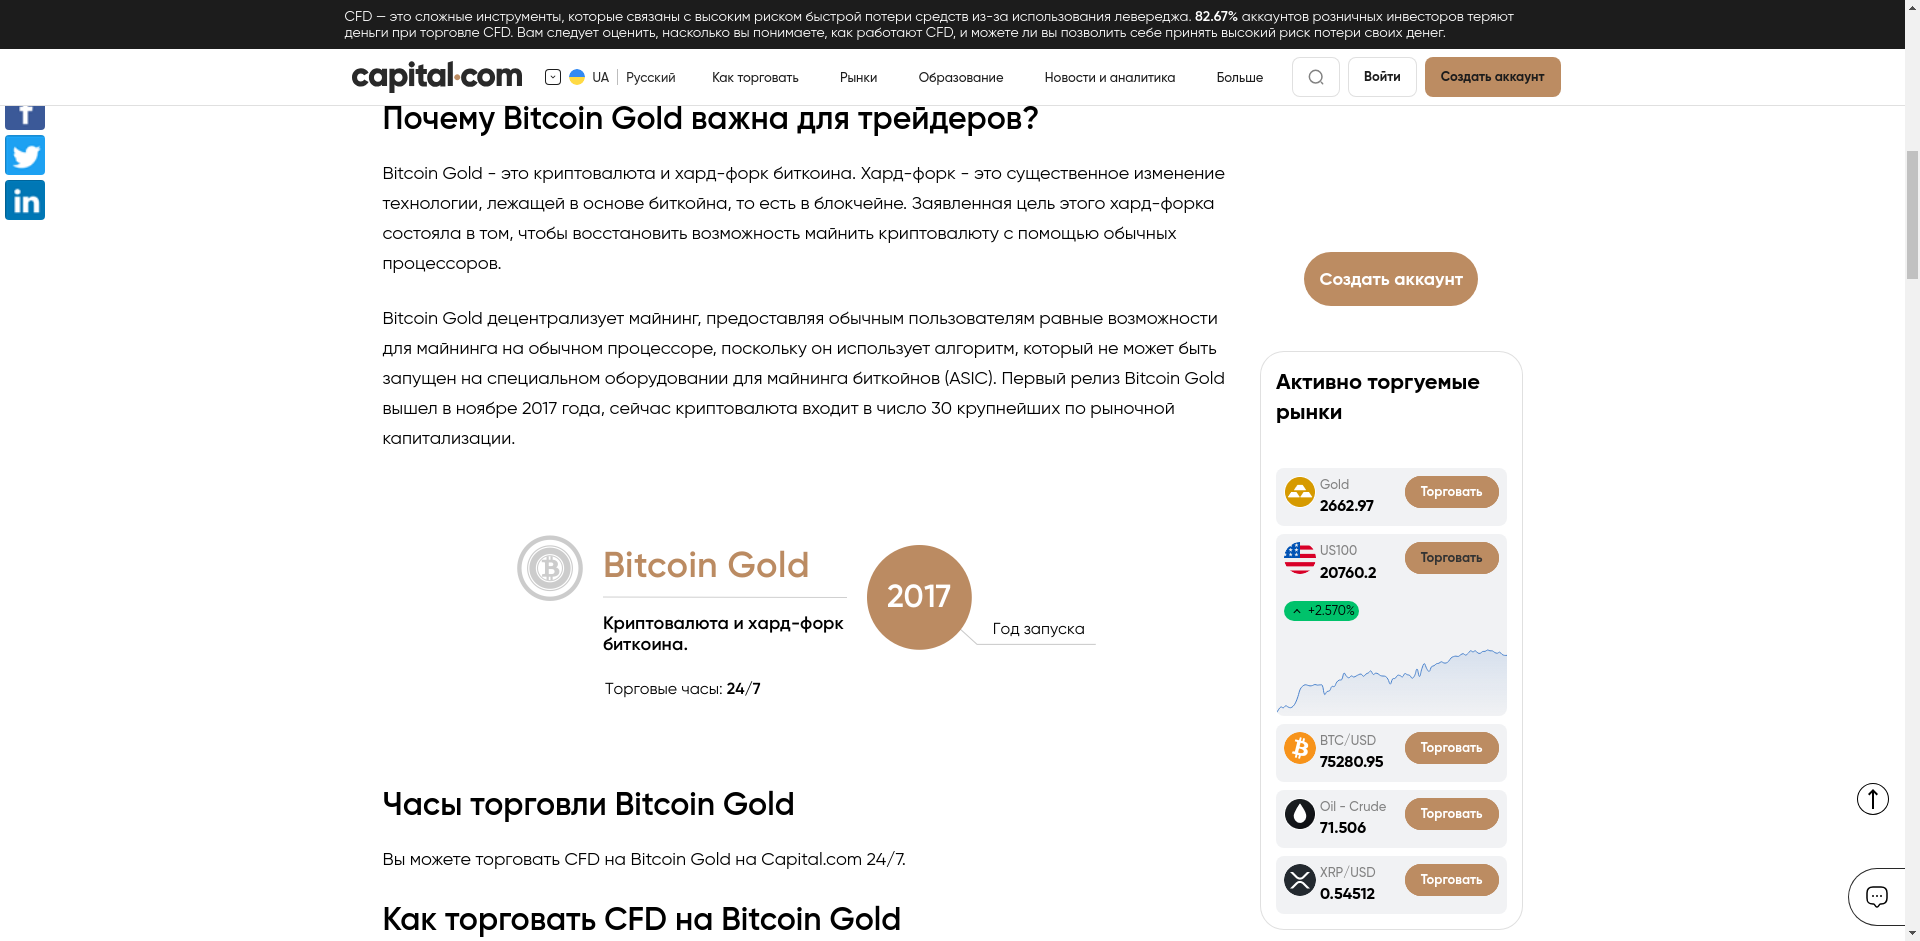 CFD — это сложные инструменты, которые связаны с высоким риском быстрой потери средств из-за использования левереджа. 82.67% аккаунтов розничных инвесторов теряют
деньги при торговле CFD. Вам следует оценить, насколько вы понимаете, как работают CFD, и можете ли вы позволить себе принять высокий риск потери своих денег.
capital.com
UA
Русский
Как торговать
Рынки
Образование
Новости и аналитика
Больше
Войти
Создать аккаунт
Почему Bitcoin Gold важна для трейдеров?
Bitcoin Gold - это криптовалюта и хард-форк биткоина. Хард-форк - это существенное изменение
технологии, лежащей в основе биткойна, то есть в блокчейне. Заявленная цель этого хард-форка
состояла в том, чтобы восстановить возможность майнить криптовалюту с помощью обычных
процессоров.
Bitcoin Gold децентрализует майнинг, предоставляя обычным пользователям равные возможности
для майнинга на обычном процессоре, поскольку он использует алгоритм, который не может быть
запущен на специальном оборудовании для майнинга биткойнов (ASIC). Первый релиз Bitcoin Gold
вышел в ноябре 2017 года, сейчас криптовалюта входит в число 30 крупнейших по рыночной
капитализации.
Bitcoin Gold
Криптовалюта и хард-форк
биткоина.
Торговые часы: 24/7
2017
Год запуска
Часы торговли Bitcoin Gold
Вы можете торговать CFD на Bitcoin Gold на Capital.com 24/7.
Как торговать CFD на Bitcoin Gold
Создать аккаунт
Активно торгуемые
рынки
Gold
2662.97
Торговать
US100
20760.2
Торговать
+2.570%
BTC/USD
75280.95
Торговать
Oil - Crude
71.506
Торговать
XRP/USD
0.54512
Торговать